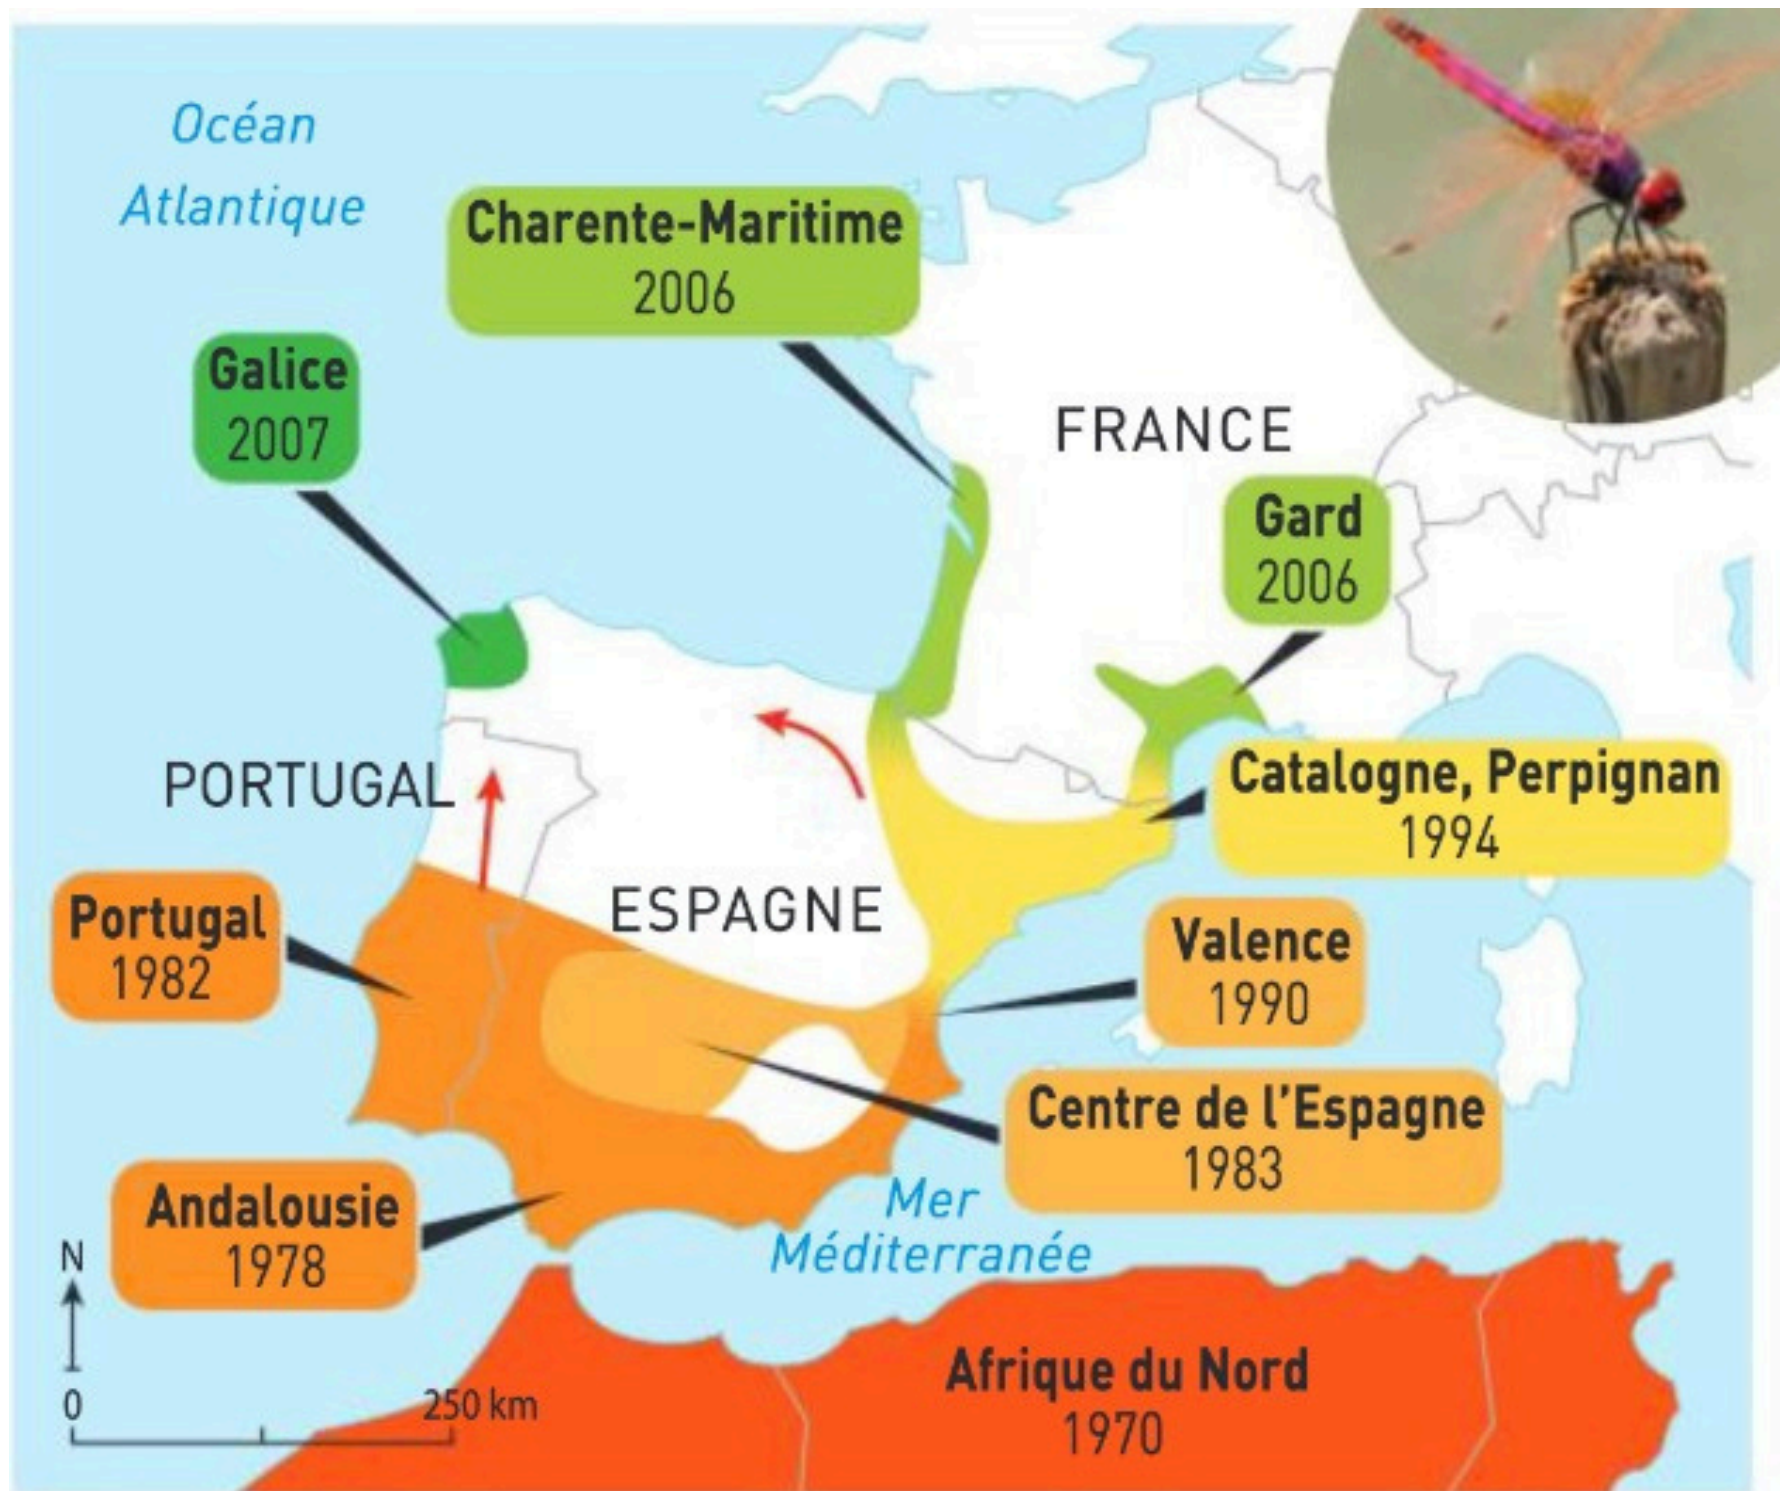 Océan
Atlantique
Charente-Maritime
2006
Galice
2007
FRANCE
Gard
2006
PORTUGAL
Catalogne, Perpignan
1994
ESPAGNE
Portugal
1982
Valence
1990
Centre de l'Espagne
1983
Andalousie
1978
Mer
Méditerranée
N
0
250 km
Afrique du Nord
1970